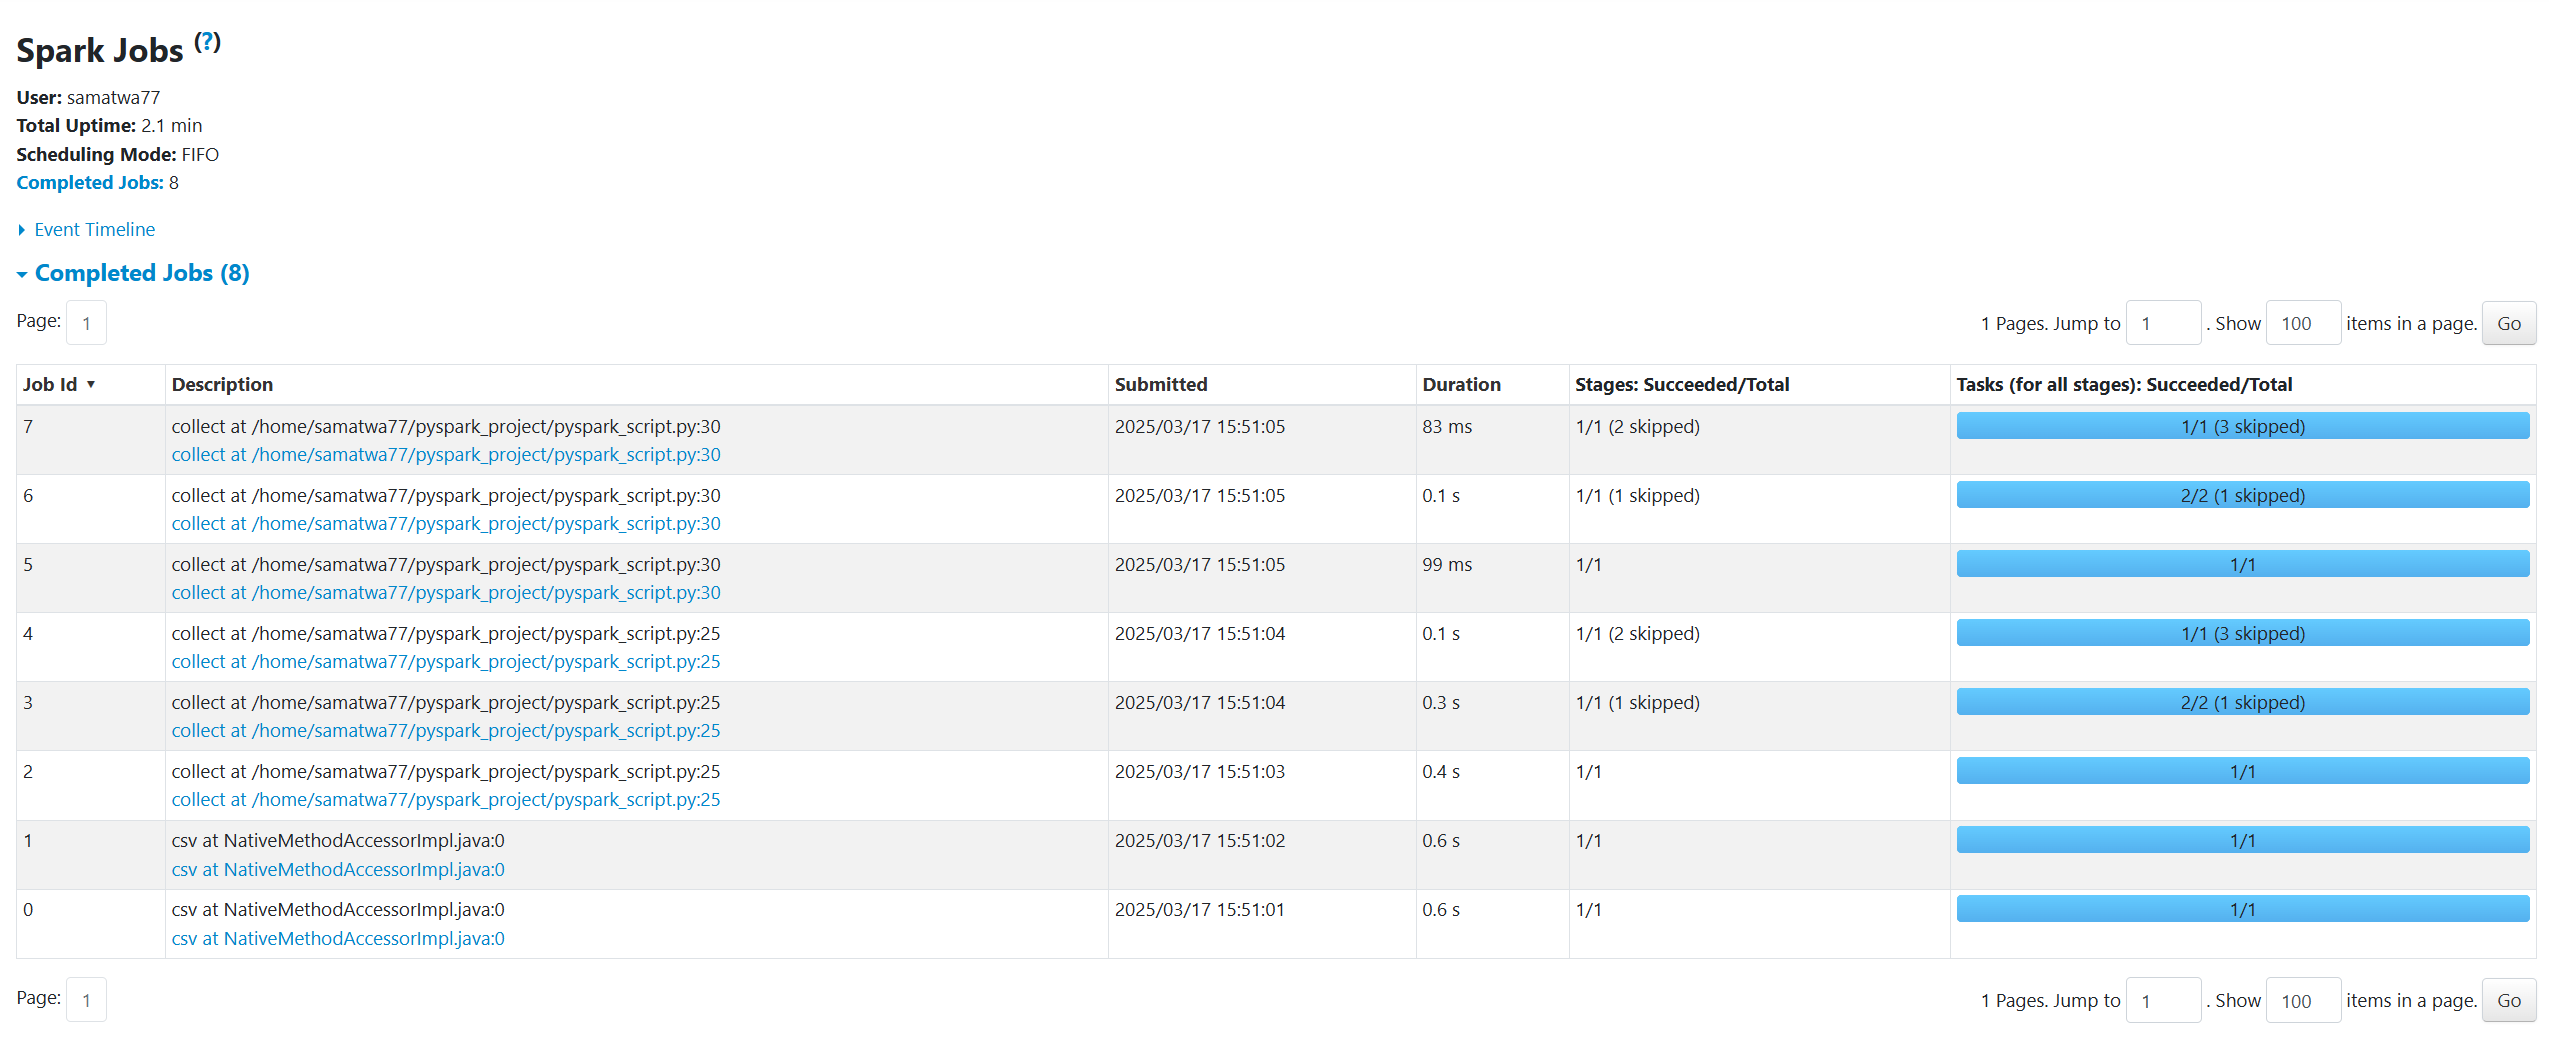 Spark Jobs (?)
User: samatwa77
Total Uptime: 2.1 min
Scheduling Mode: FIFO
Completed Jobs: 8
Event Timeline
Completed Jobs (8)
Page: 1 1 Pages. Jump to 1 . Show 100 items in a page. Go
Job Id ▼ Description Submitted Duration Stages: Succeeded/Total Tasks (for all stages): Succeeded/Total
7 collect at /home/samatwa77/pyspark_project/pyspark_script.py:30 2025/03/17 15:51:05 83 ms 1/1 (2 skipped) 1/1 (3 skipped)
collect at /home/samatwa77/pyspark_project/pyspark_script.py:30
6 collect at /home/samatwa77/pyspark_project/pyspark_script.py:30 2025/03/17 15:51:05 0.1 s 1/1 (1 skipped) 2/2 (1 skipped)
collect at /home/samatwa77/pyspark_project/pyspark_script.py:30
5 collect at /home/samatwa77/pyspark_project/pyspark_script.py:30 2025/03/17 15:51:05 99 ms 1/1 1/1
collect at /home/samatwa77/pyspark_project/pyspark_script.py:30
4 collect at /home/samatwa77/pyspark_project/pyspark_script.py:25 2025/03/17 15:51:04 0.1 s 1/1 (2 skipped) 1/1 (3 skipped)
collect at /home/samatwa77/pyspark_project/pyspark_script.py:25
3 collect at /home/samatwa77/pyspark_project/pyspark_script.py:25 2025/03/17 15:51:04 0.3 s 1/1 (1 skipped) 2/2 (1 skipped)
collect at /home/samatwa77/pyspark_project/pyspark_script.py:25
2 collect at /home/samatwa77/pyspark_project/pyspark_script.py:25 2025/03/17 15:51:03 0.4 s 1/1 1/1
collect at /home/samatwa77/pyspark_project/pyspark_script.py:25
1 csv at NativeMethodAccessorImpl.java:0 2025/03/17 15:51:02 0.6 s 1/1 1/1
csv at NativeMethodAccessorImpl.java:0
0 csv at NativeMethodAccessorImpl.java:0 2025/03/17 15:51:01 0.6 s 1/1 1/1
csv at NativeMethodAccessorImpl.java:0
Page: 1 1 Pages. Jump to 1 . Show 100 items in a page. Go